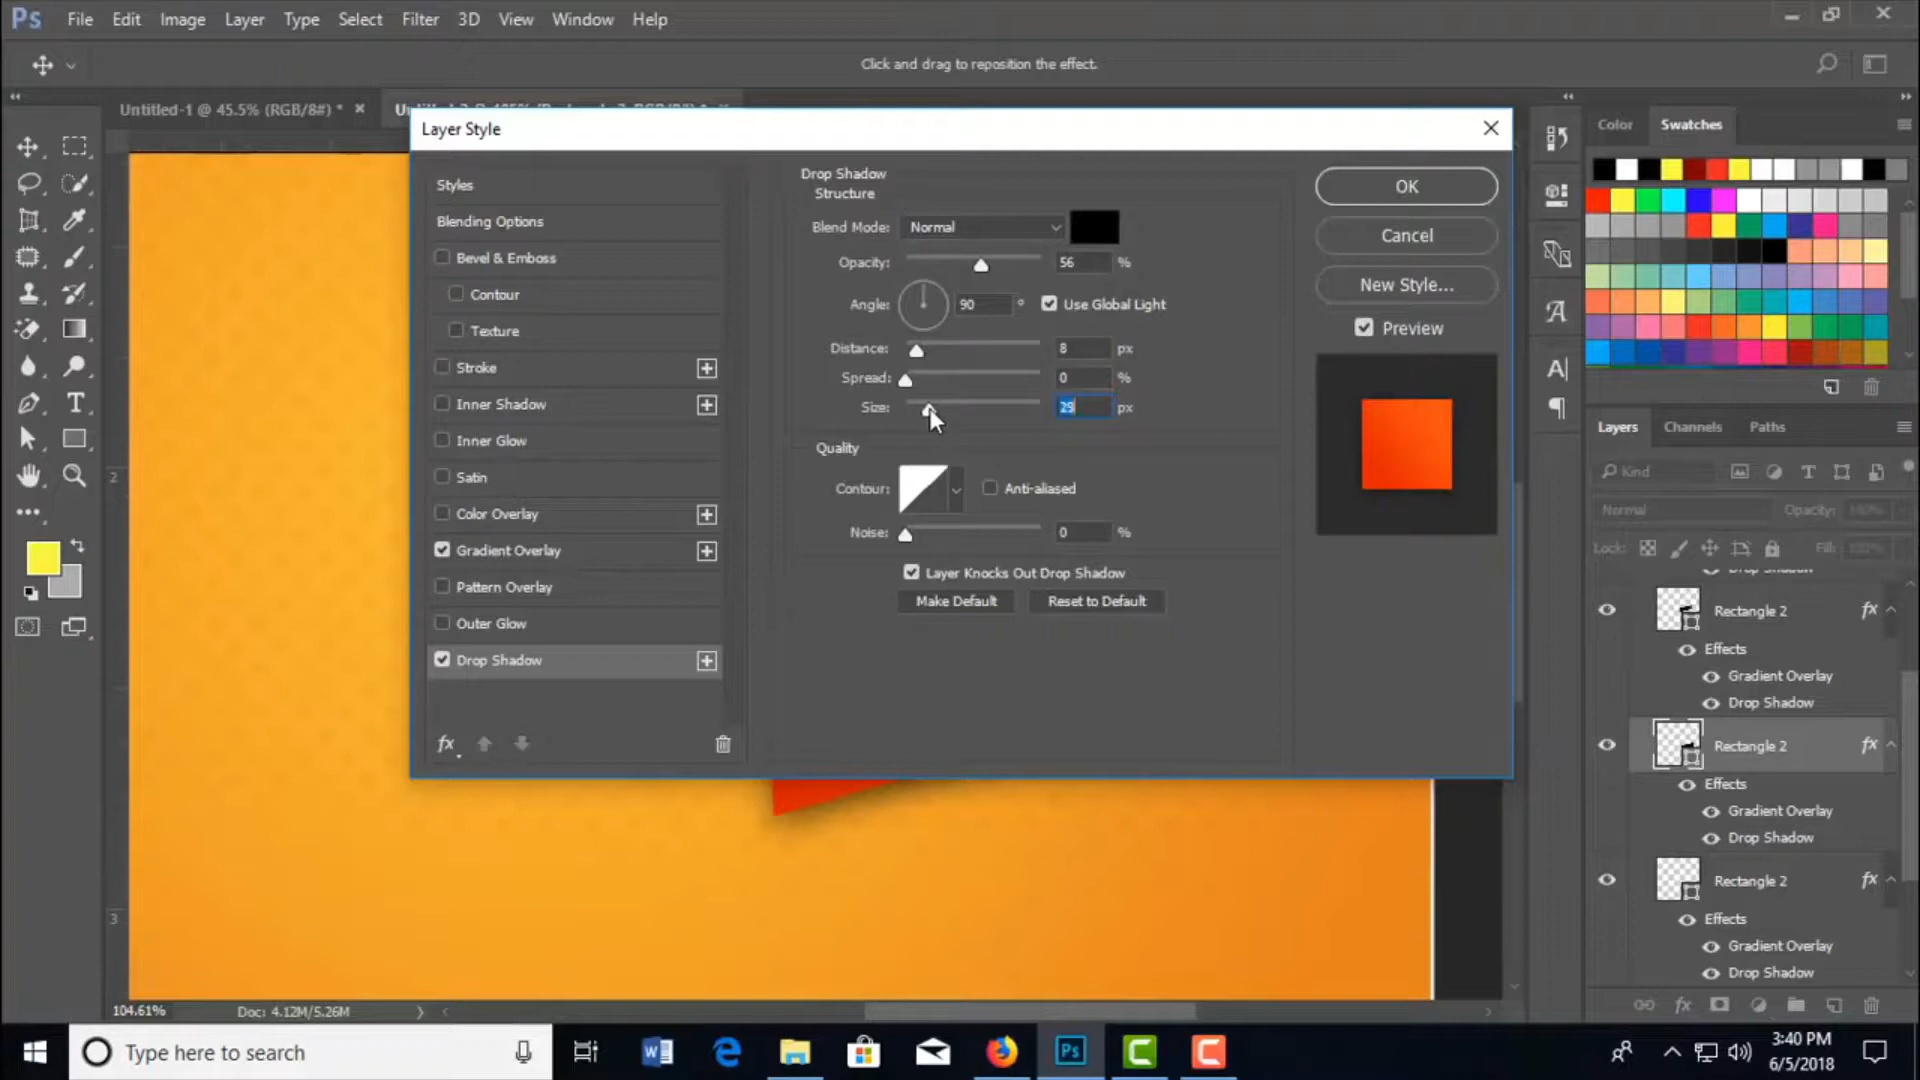 Ps File Edit Image Layer Type Select Filter 3D View Window Help
Click and drag to reposition the effect.
Untitled-1 @ 45.5% (RGB/8#) *
Layer Style
Styles
Blending Options
Bevel & Emboss
Contour
Texture
Stroke
Inner Shadow
Inner Glow
Satin
Color Overlay
Gradient Overlay
Pattern Overlay
Outer Glow
Drop Shadow
fx
Drop Shadow
Structure
Blend Mode: Normal
Opacity: 56 %
Angle: 90 ° Use Global Light
Distance: 8 px
Spread: 0 %
Size: 29 px
Quality
Contour: Anti-aliased
Noise: 0 %
Layer Knocks Out Drop Shadow
Make Default Reset to Default
OK
Cancel
New Style...
Preview
Color Swatches
Layers Channels Paths
Kind
Normal Opacity: 100%
Lock: Fill: 100%
Drop Shadow
Rectangle 2 fx
Effects
Gradient Overlay
Drop Shadow
Rectangle 2 fx
Effects
Gradient Overlay
Drop Shadow
Rectangle 2 fx
Effects
Gradient Overlay
Drop Shadow
fx
2
3
104.61% Doc: 4.12M/5.26M
Type here to search
Ps
3:40 PM
6/5/2018